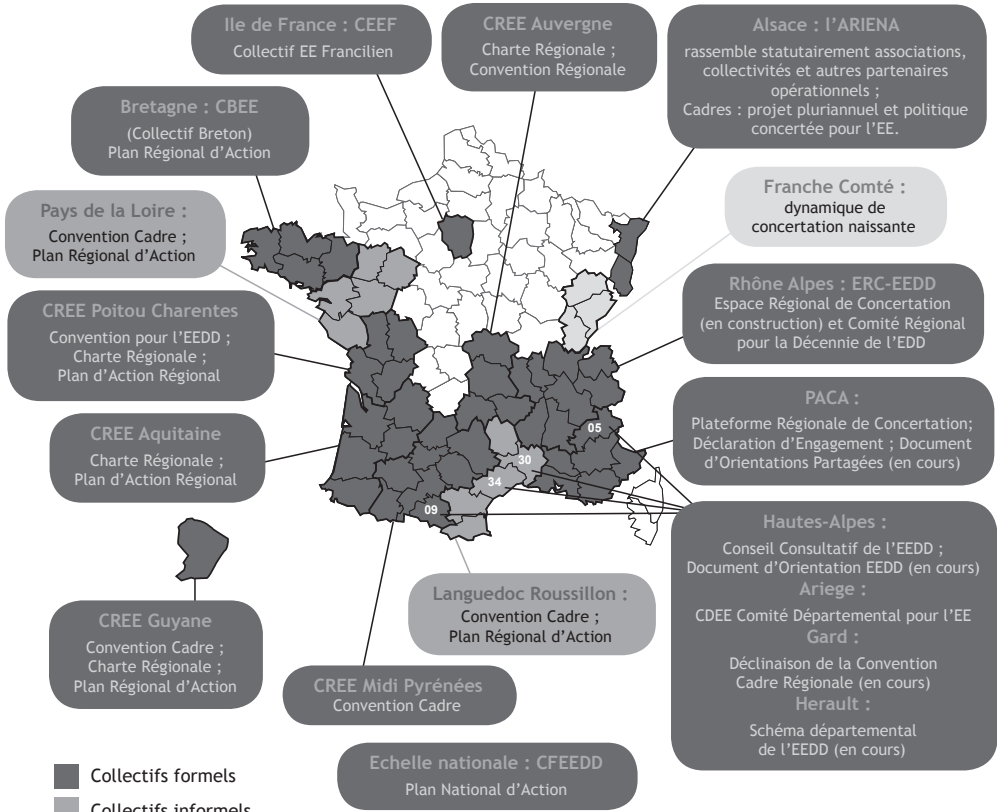 Ile de France : CEEF
Collectif EE Francilien
CREE Auvergne
Charte Régionale ;
Convention Régionale
Alsace : l'ARIENA
rassemble statutairement associations,
collectivités et autres partenaires
opérationnels ;
Cadres : projet pluriannuel et politique
concertée pour l'EE.
Bretagne : CBEE
(Collectif Breton)
Plan Régional d'Action
Franche Comté :
dynamique de
concertation naissante
Pays de la Loire :
Convention Cadre ;
Plan Régional d'Action
Rhône Alpes : ERC-EEDD
Espace Régional de Concertation
(en construction) et Comité Régional
pour la Décennie de l'EDD
CREE Poitou Charentes
Convention pour l'EEDD ;
Charte Régionale ;
Plan d'Action Régional
PACA :
Plateforme Régionale de Concertation;
Déclaration d'Engagement ; Document
d'Orientations Partagées (en cours)
CREE Aquitaine
Charte Régionale ;
Plan d'Action Régional
05
30
34
09
Hautes-Alpes :
Conseil Consultatif de l'EEDD ;
Document d'Orientation EEDD (en cours)
Ariege :
CDEE Comité Départemental pour l'EE
Gard :
Déclinaison de la Convention
Cadre Régionale (en cours)
Herault :
Schéma départemental
de l'EEDD (en cours)
Languedoc Roussillon :
Convention Cadre ;
Plan Régional d'Action
CREE Guyane
Convention Cadre ;
Charte Régionale ;
Plan Régional d'Action
CREE Midi Pyrénées
Convention Cadre
Echelle nationale : CFEEDD
Plan National d'Action
Collectifs formels
Collectifs informels